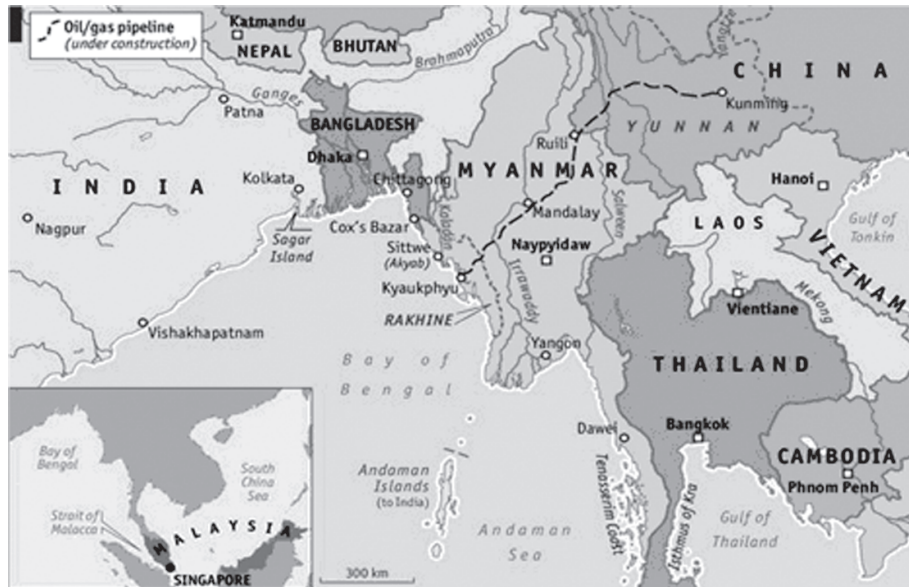 Oil/gas pipeline
(under construction)
Katmandu
NEPAL
BHUTAN
Brahmaputra
Yangtze
CHINA
Kunming
YUNNAN
Ganges
Patna
BANGLADESH
Dhaka
Ruili
MYANMAR
INDIA
Kolkata
Chittagong
Hanoi
Mandalay
Salween
LAOS
Gulf of
Tonkin
Nagpur
Sagar
Island
Cox's Bazar
Kaladan
Sittwe
(Akyab)
Naypyidaw
VIETNAM
Kyaukphyu
Irrawaddy
Mekong
Vientiane
RAKHINE
Vishakhapatnam
Yangon
THAILAND
Bay of
Bengal
Dawei
Bangkok
CAMBODIA
Phnom Penh
Andaman
Islands
(to India)
Tenasserim Coast
Isthmus of Kra
Gulf of
Thailand
Andaman
Sea
300 km
Bay of
Bengal
South
China
Sea
Strait of
Malacca
MALAYSIA
SINGAPORE